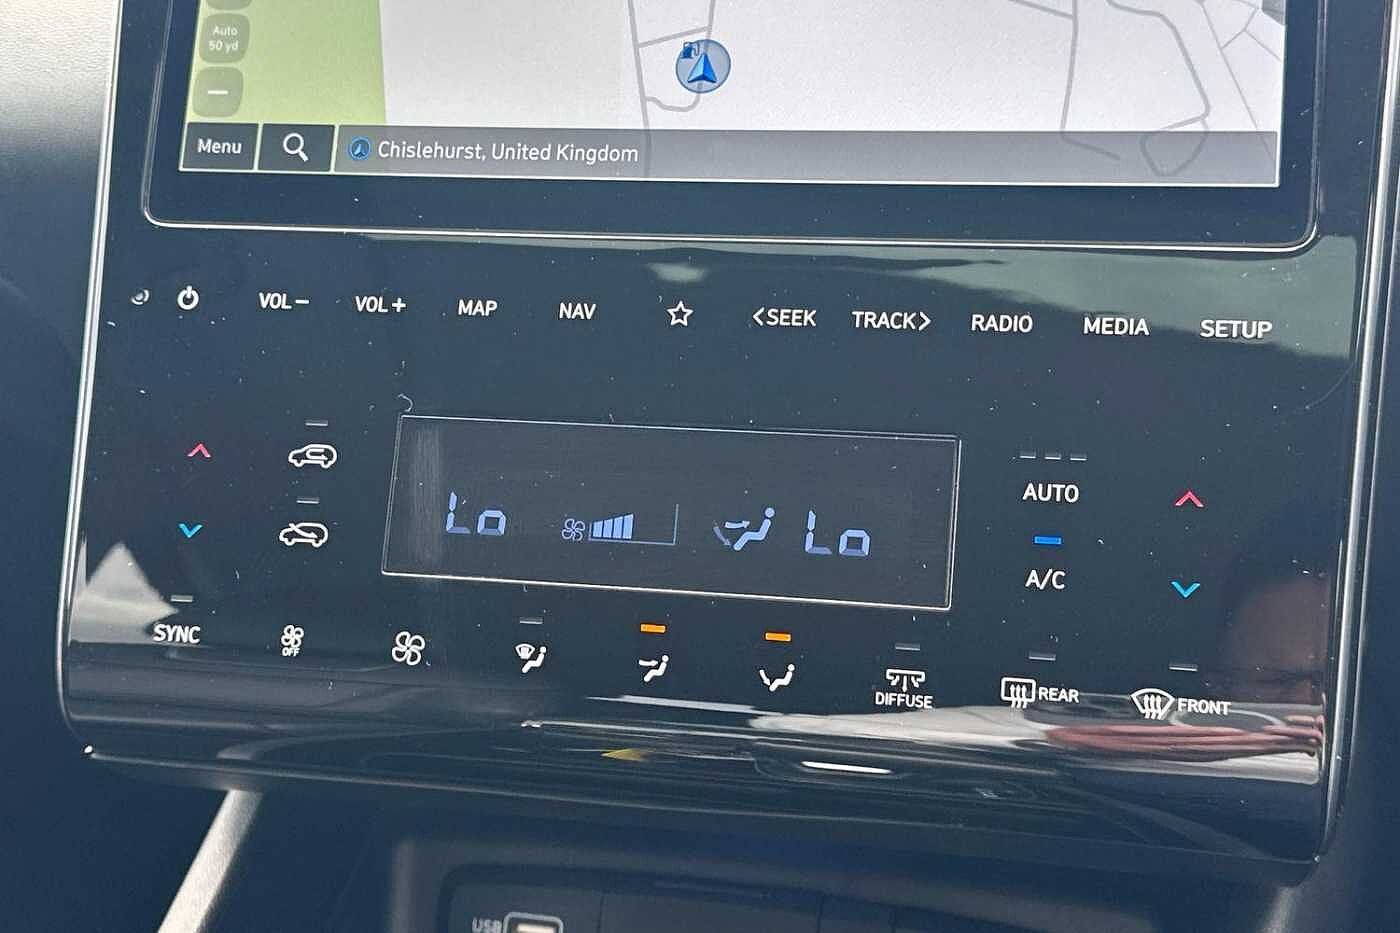 Auto
50 yd
Menu
Chislehurst, United Kingdom
VOL− VOL+ MAP NAV <SEEK TRACK> RADIO MEDIA SETUP
AUTO
Lo Lo
A/C
SYNC
OFF
DIFFUSE
REAR
FRONT
USB